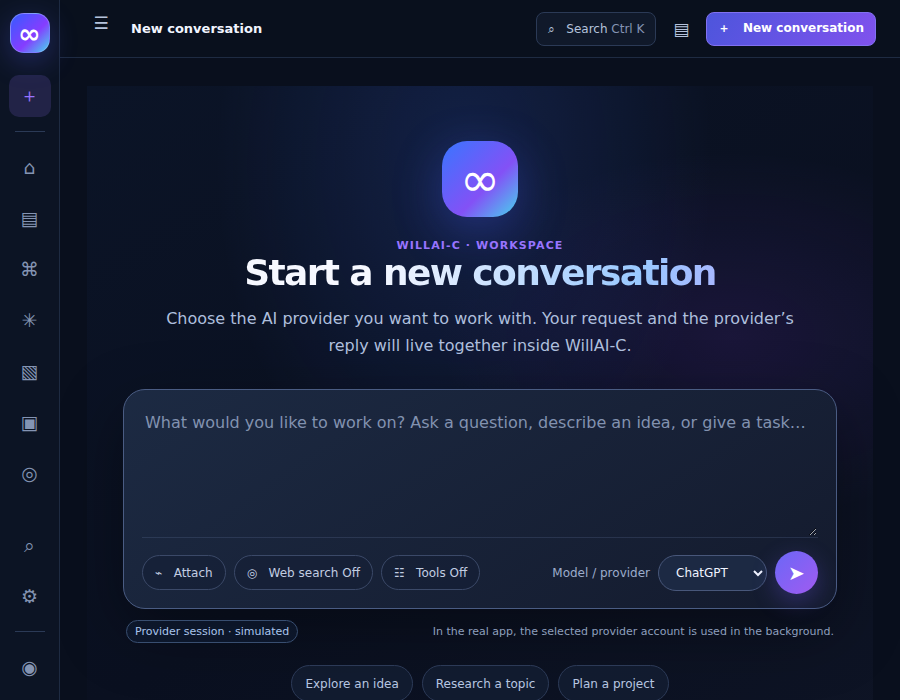 New conversation
Search Ctrl K
+ New conversation
WILLAI-C · WORKSPACE
Start a new conversation
Choose the AI provider you want to work with. Your request and the provider’s
reply will live together inside WillAI-C.
What would you like to work on? Ask a question, describe an idea, or give a task…
Attach
Web search Off
Tools Off
Model / provider
ChatGPT
Provider session · simulated
In the real app, the selected provider account is used in the background.
Explore an idea
Research a topic
Plan a project